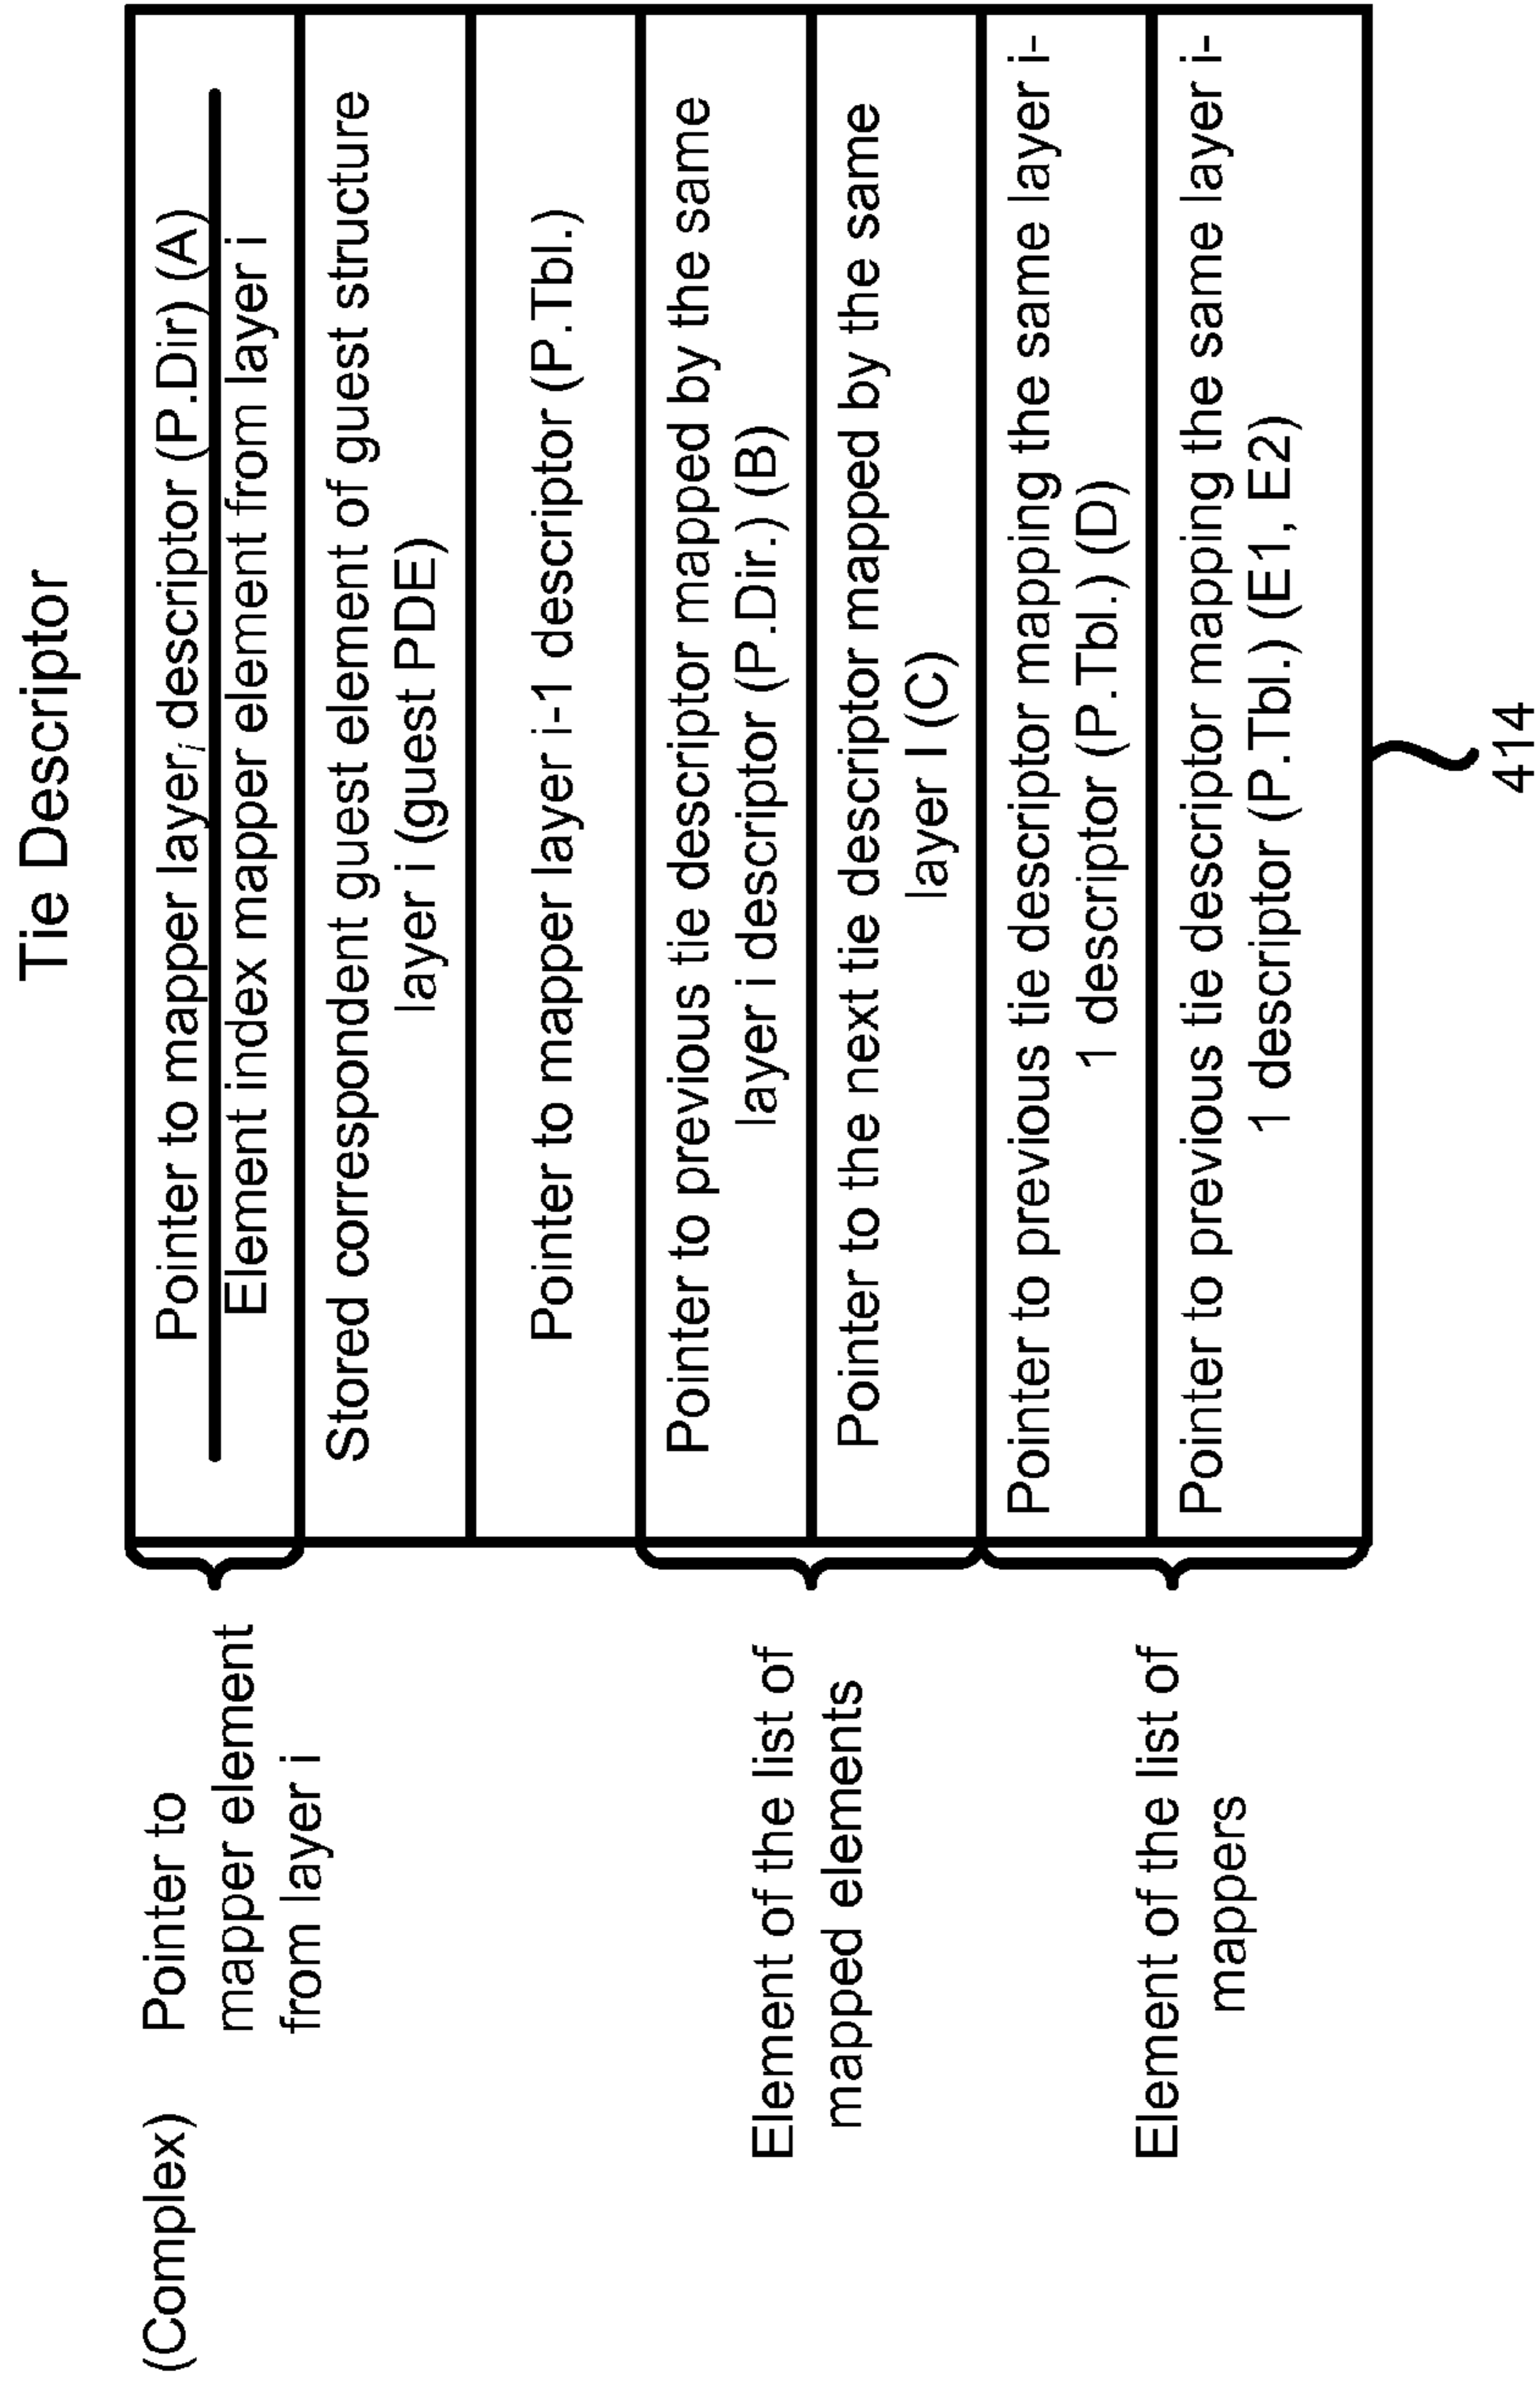 Tie Descriptor
(Complex) Pointer to
mapper element
from layer i
Pointer to mapper layer i descriptor (P.Dir) (A)
Element index mapper element from layer i
Stored correspondent guest element of guest structure
layer i (guest PDE)
Pointer to mapper layer i-1 descriptor (P.Tbl.)
Element of the list of
mapped elements
Pointer to previous tie descriptor mapped by the same
layer i descriptor (P.Dir.) (B)
Pointer to the next tie descriptor mapped by the same
layer I (C)
Element of the list of
mappers
Pointer to previous tie descriptor mapping the same layer i-
1 descriptor (P.Tbl.) (D)
Pointer to previous tie descriptor mapping the same layer i-
1 descriptor (P.Tbl.) (E1, E2)
414